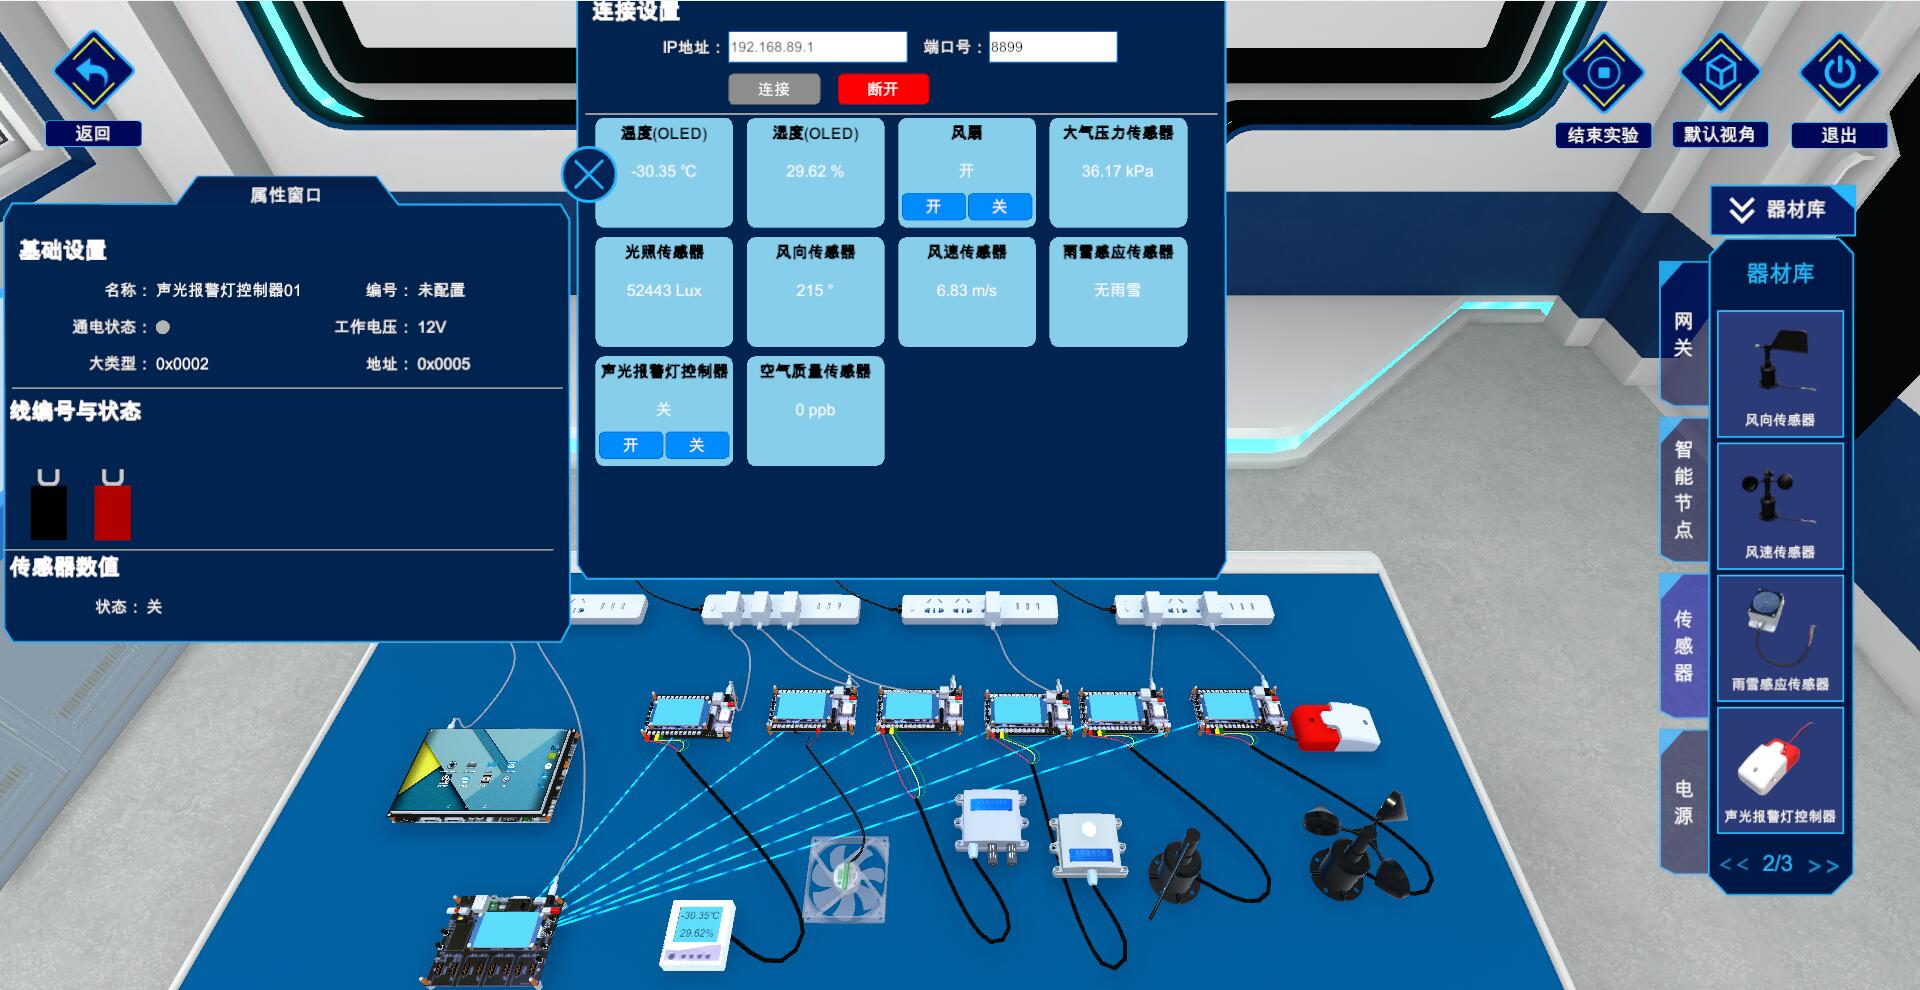 连接设置
IP地址： 192.168.89.1 端口号： 8899
连接 断开
返回
结束实验 默认视角 退出
温度(OLED)
-30.35 ℃
湿度(OLED)
29.62 %
风扇
开
开 关
大气压力传感器
36.17 kPa
光照传感器
52443 Lux
风向传感器
215 °
风速传感器
6.83 m/s
雨雪感应传感器
无雨雪
声光报警灯控制器
关
开 关
空气质量传感器
0 ppb
属性窗口
基础设置
名称： 声光报警灯控制器01 编号： 未配置
通电状态： 工作电压： 12V
大类型： 0x0002 地址： 0x0005
线编号与状态
传感器数值
状态： 关
器材库
器材库
网关
智能节点
传感器
电源
风向传感器
风速传感器
雨雪感应传感器
声光报警灯控制器
<< 2/3 >>
-30.35℃
29.62%